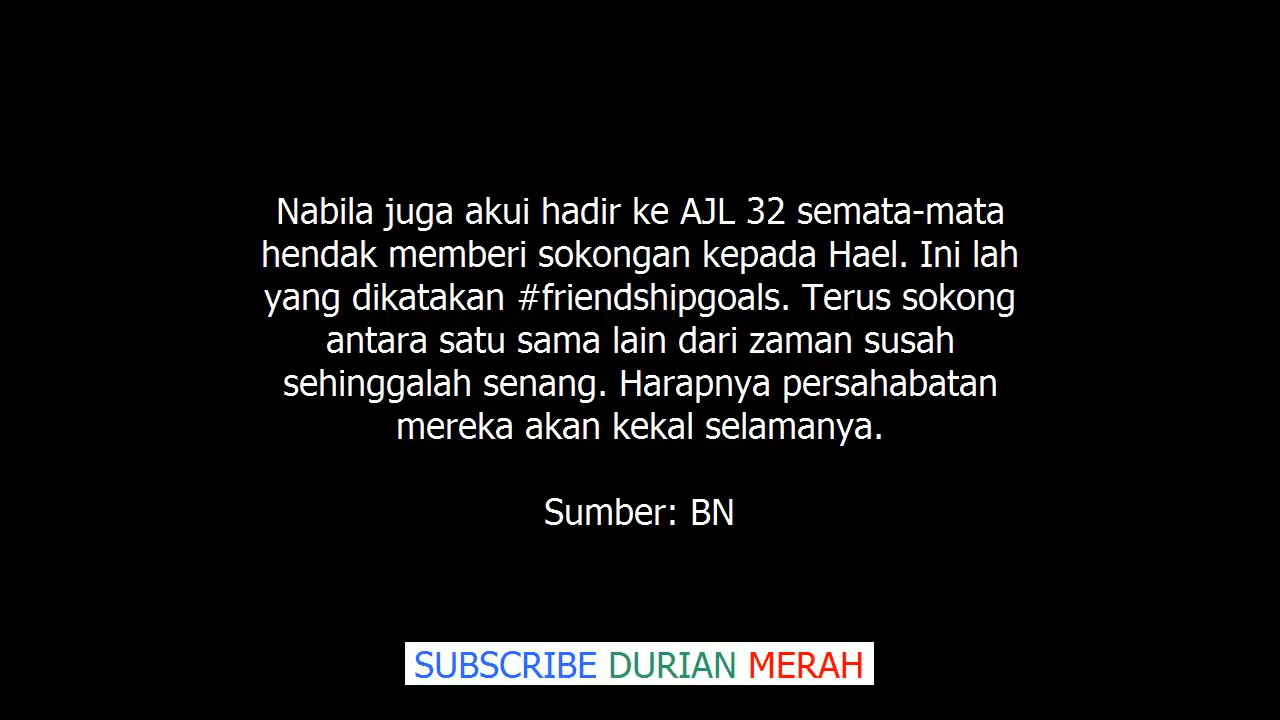 Nabila juga akui hadir ke AJL 32 semata-mata
hendak memberi sokongan kepada Hael. Ini lah
yang dikatakan #friendshipgoals. Terus sokong
antara satu sama lain dari zaman susah
sehinggalah senang. Harapnya persahabatan
mereka akan kekal selamanya.
Sumber: BN
SUBSCRIBE DURIAN MERAH